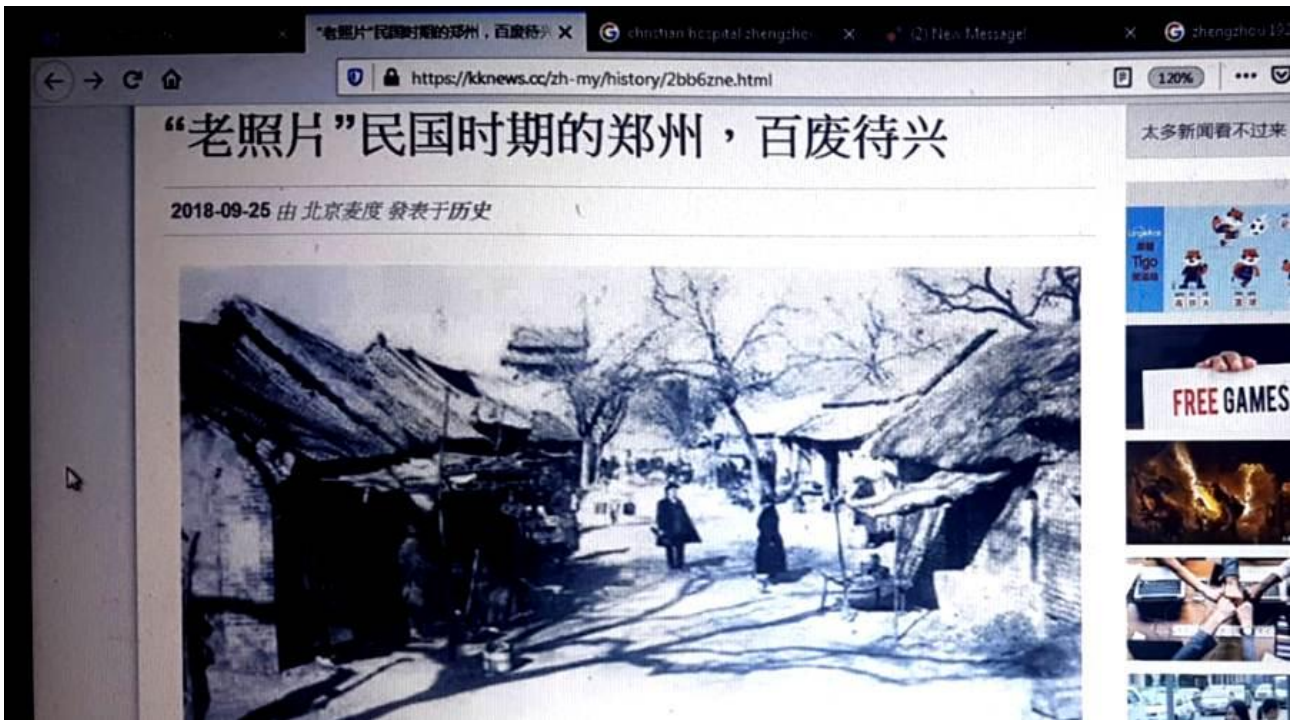 "老照片"民国时期的郑州，百废待兴
christian hospital zhengzho
(2) New Message!
zhengzhou 192
https://kknews.cc/zh-my/history/2bb6zne.html
120%
“老照片”民国时期的郑州，百废待兴
太多新闻看不过来
2018-09-25 由 北京麦度 發表于历史
Tigo
FREE GAMES